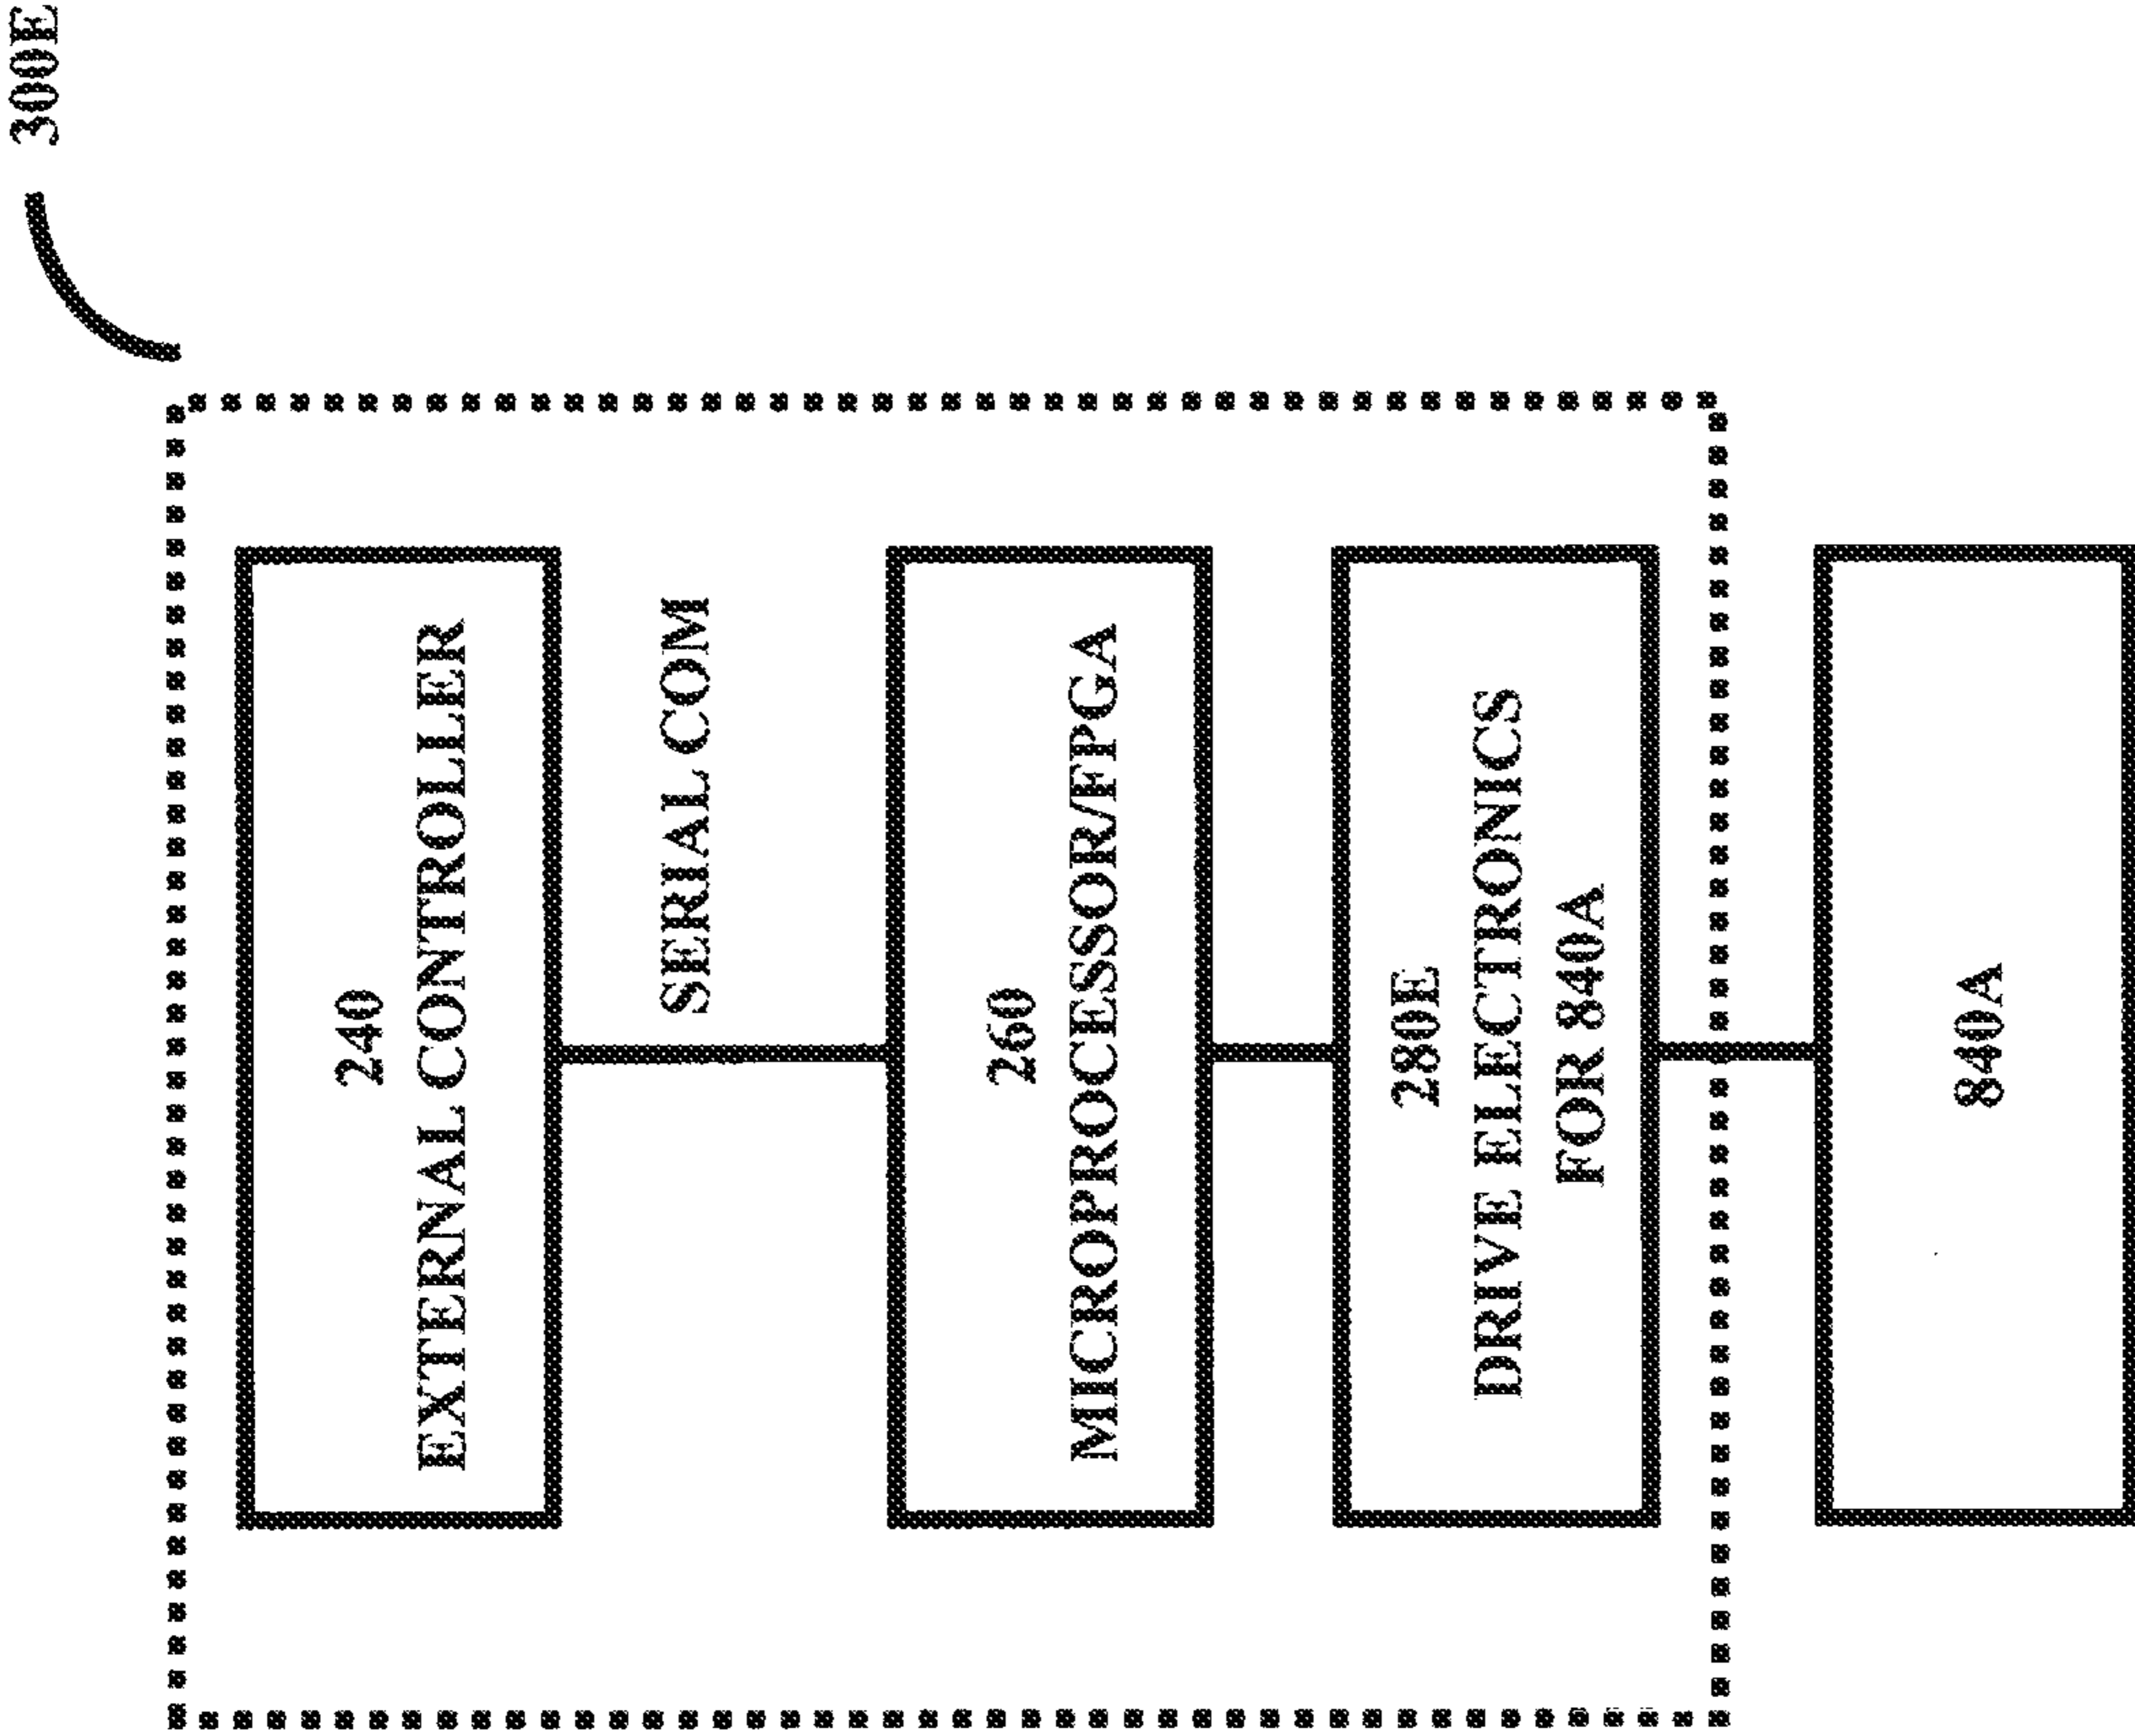 300E
240
EXTERNAL CONTROLLER
SERIAL COM
260
MICROPROCESSOR/FPGA
280E
DRIVE ELECTRONICS
FOR 840A
840A